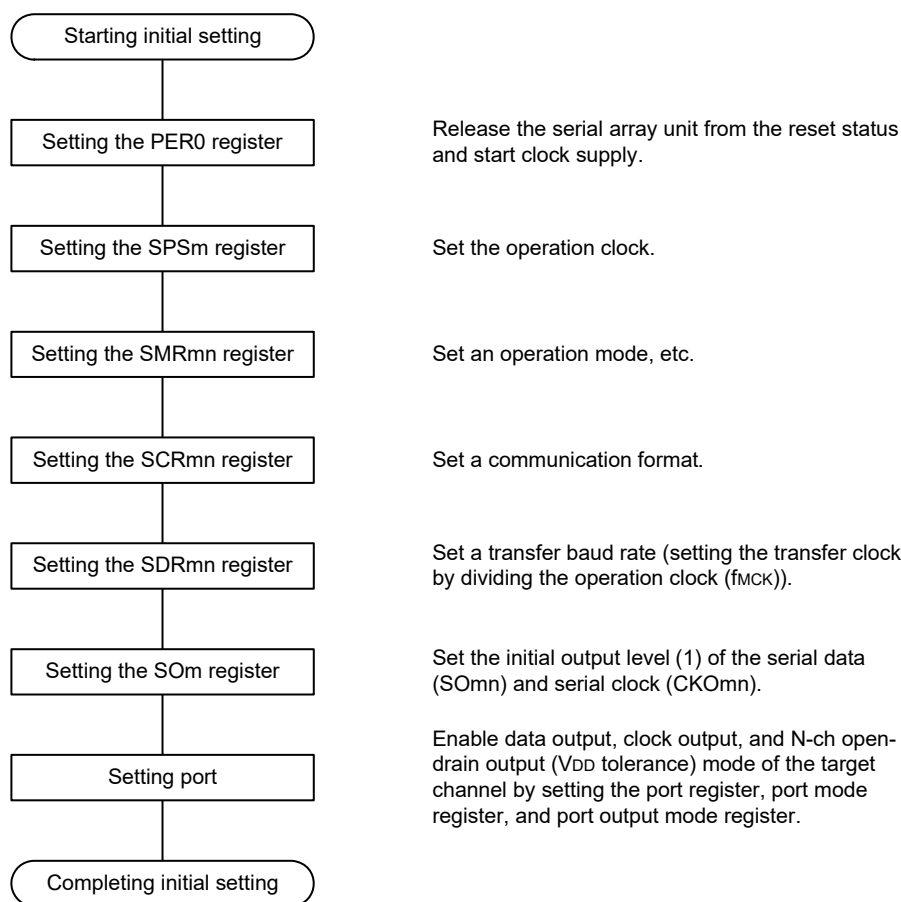 Starting initial setting
Setting the PER0 register
Release the serial array unit from the reset status
and start clock supply.
Setting the SPSm register
Set the operation clock.
Setting the SMRmn register
Set an operation mode, etc.
Setting the SCRmn register
Set a communication format.
Setting the SDRmn register
Set a transfer baud rate (setting the transfer clock
by dividing the operation clock (fMCK)).
Setting the SOm register
Set the initial output level (1) of the serial data
(SOmn) and serial clock (CKOmn).
Setting port
Enable data output, clock output, and N-ch open-
drain output (VDD tolerance) mode of the target
channel by setting the port register, port mode
register, and port output mode register.
Completing initial setting